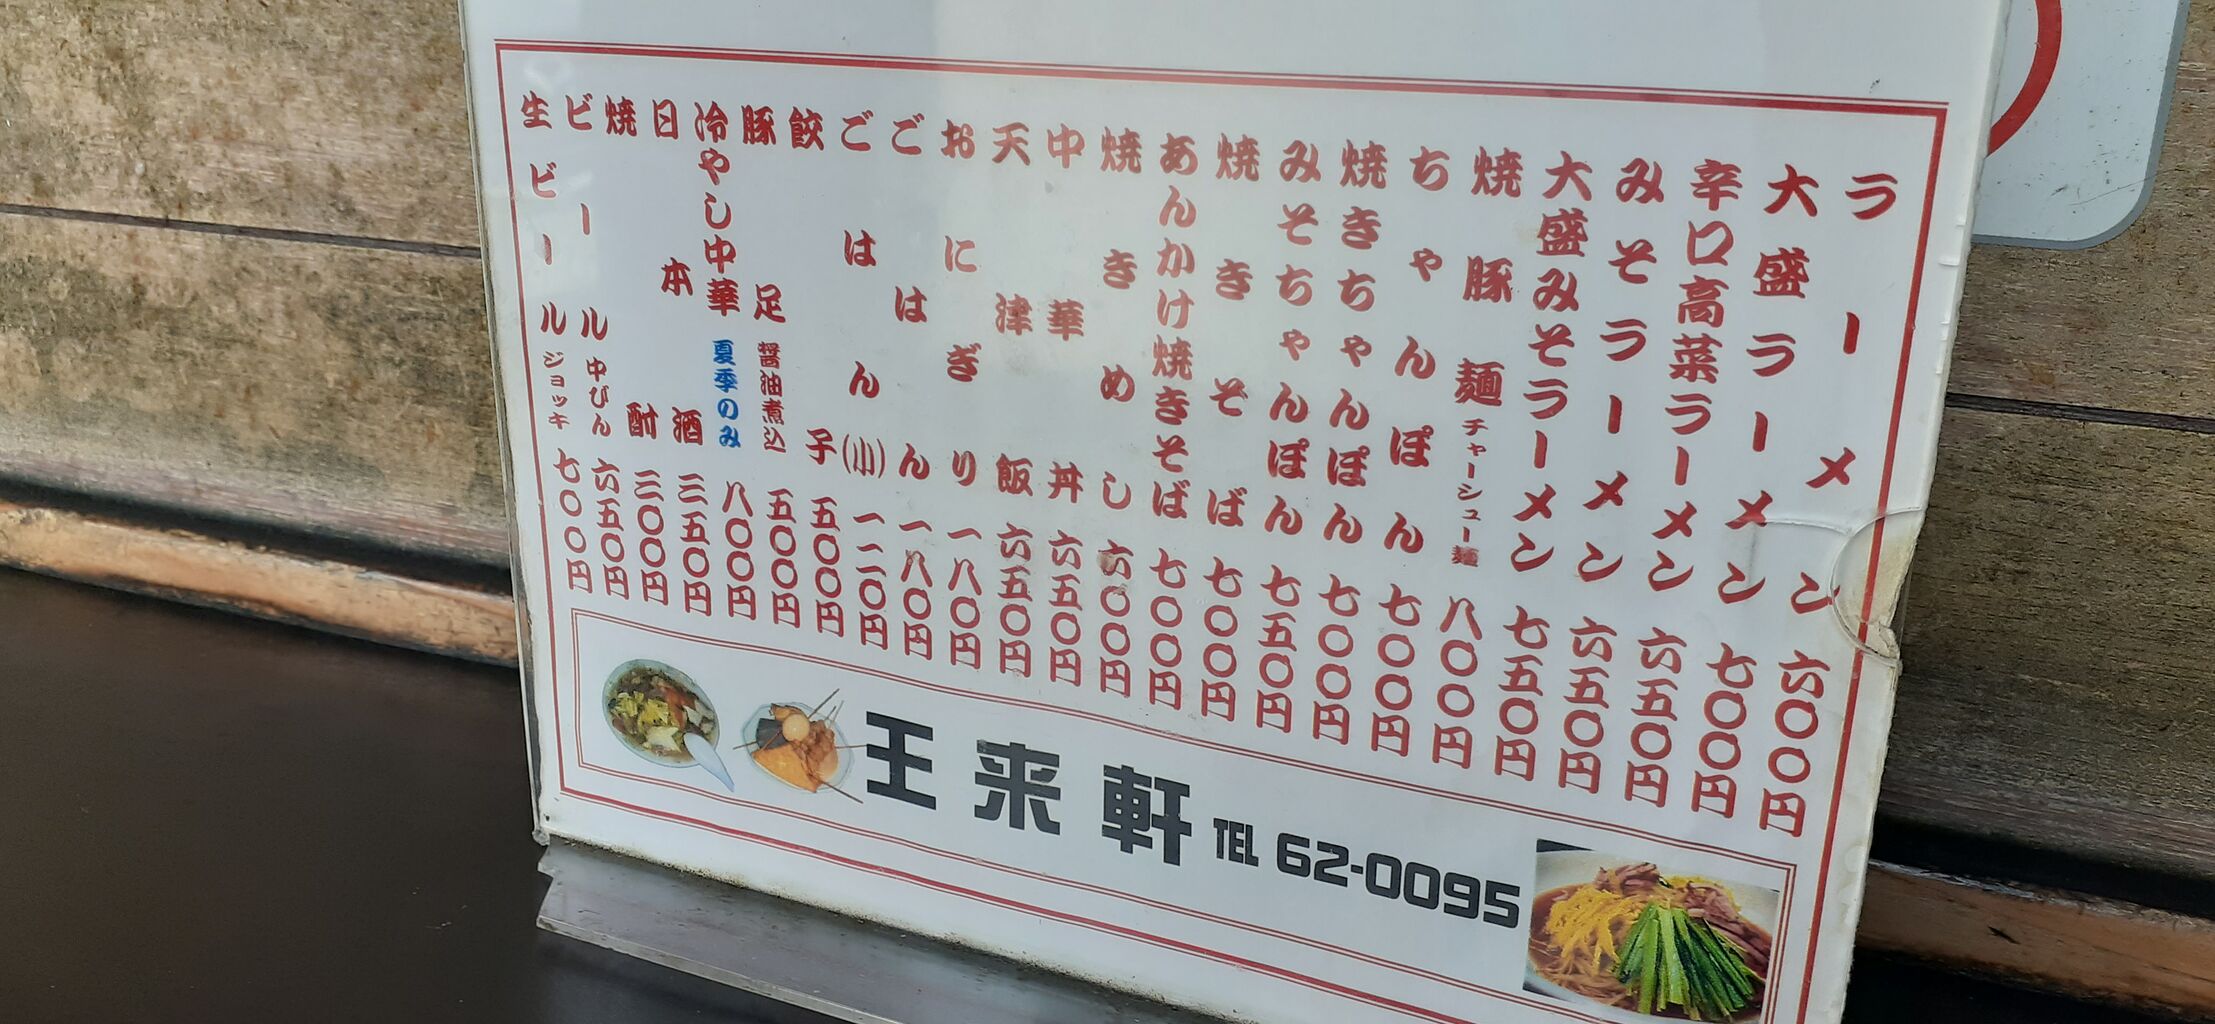 ラーメン 六〇〇円
大盛ラーメン 七〇〇円
辛口高菜ラーメン 六五〇円
みそラーメン 六五〇円
大盛みそラーメン 七五〇円
焼豚麺 チャーシュー麺 八〇〇円
ちゃんぽん 七〇〇円
焼きちゃんぽん 七〇〇円
みそちゃんぽん 七五〇円
焼きそば 七〇〇円
あんかけ焼きそば 七〇〇円
焼きめし 六〇〇円
中華丼 六五〇円
天津飯 六五〇円
おにぎり 一八〇円
ごはん 一八〇円
ごはん(小) 一二〇円
餃子 五〇〇円
豚足 醤油煮込 五〇〇円
冷やし中華 夏季のみ 八〇〇円
日本酒 三五〇円
焼酎 三〇〇円
ビール 中びん 六五〇円
生ビール ジョッキ 七〇〇円
王来軒 TEL 62-0095